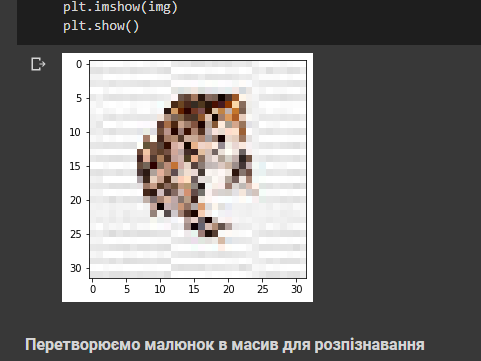 plt.imshow(img)
plt.show()
0
5
10
15
20
25
30
0 5 10 15 20 25 30
Перетворюємо малюнок в масив для розпізнавання